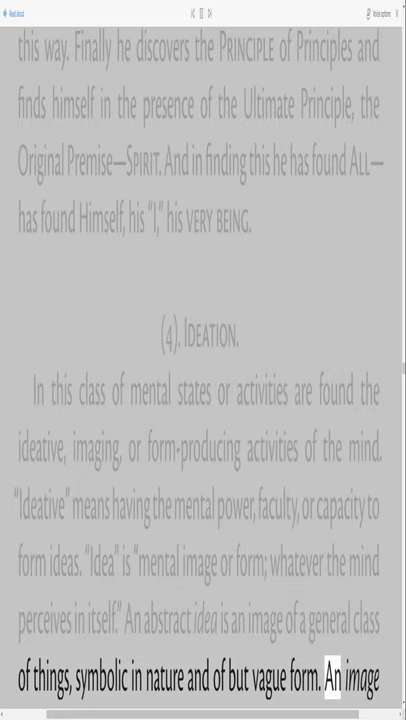 Read aloud
Voice options
this way. Finally he discovers the PRINCIPLE of Principles and
finds himself in the presence of the Ultimate Principle, the
Original Premise—SPIRIT. And in finding this he has found ALL—
has found Himself, his “I,” his VERY BEING.
(4). IDEATION.
In this class of mental states or activities are found the
ideative, imaging, or form-producing activities of the mind.
“Ideative” means having the mental power, faculty, or capacity to
form ideas. “Idea” is “mental image or form; whatever the mind
perceives in itself.” An abstract idea is an image of a general class
of things, symbolic in nature and of but vague form. An image